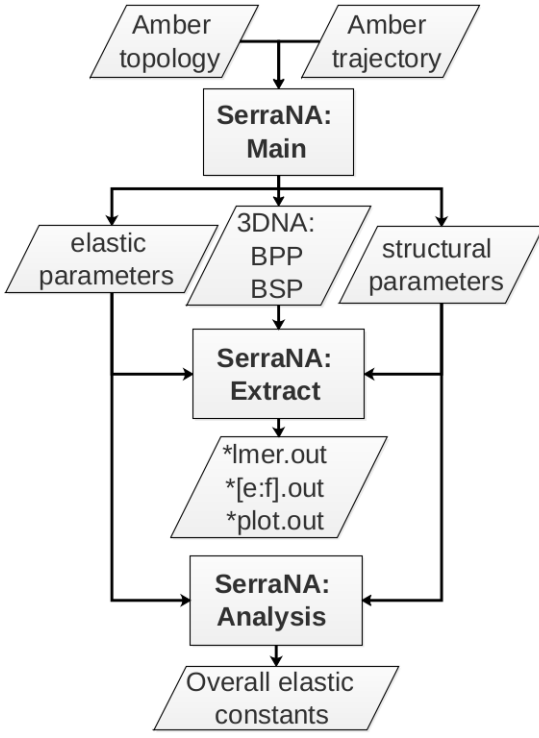 Amber
topology
Amber
trajectory
SerraNA:
Main
elastic
parameters
3DNA:
BPP
BSP
structural
parameters
SerraNA:
Extract
*lmer.out
*[e:f].out
*plot.out
SerraNA:
Analysis
Overall elastic
constants